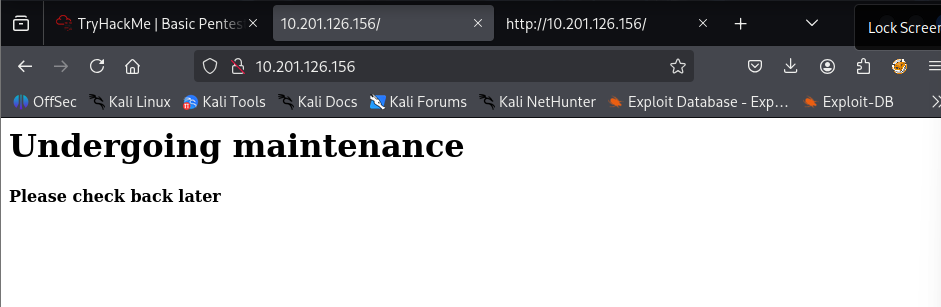 TryHackMe | Basic Pentes
10.201.126.156/
http://10.201.126.156/
Lock Screen
10.201.126.156
OffSec
Kali Linux
Kali Tools
Kali Docs
Kali Forums
Kali NetHunter
Exploit Database - Exp…
Exploit-DB
Undergoing maintenance
Please check back later